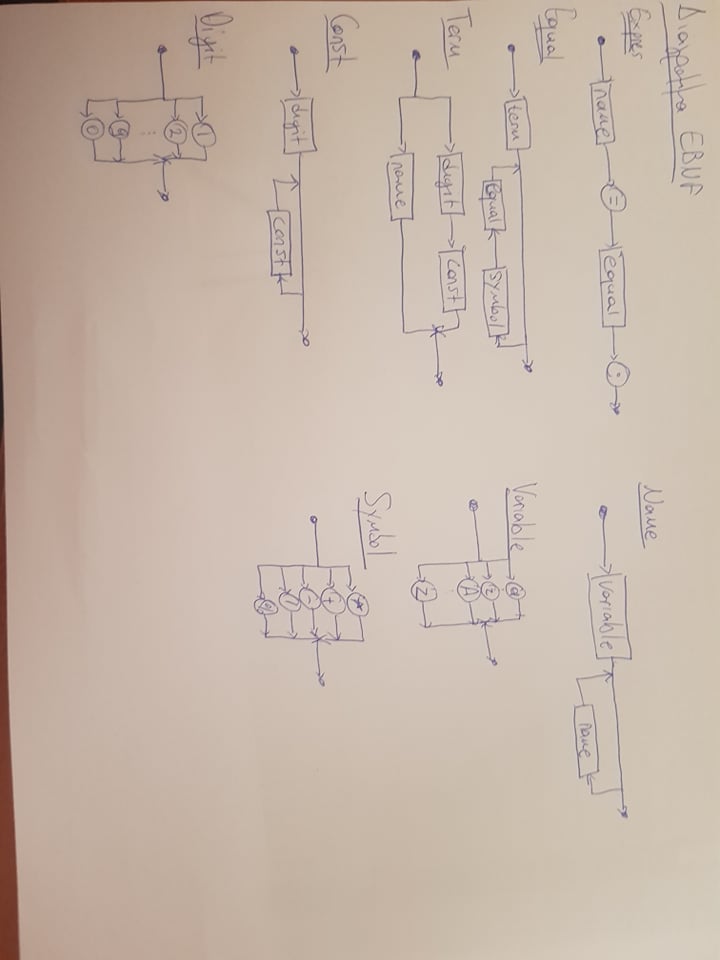 Διαγράμματα EBNF
Expres
name = equal ;
Equal
term
equal symbol
Term
digit const
name
Const
digit
const
Digit
1
2
⋮
9
0
Name
variable
name
Variable
a
z
A
Z
Symbol
*
+
-
/
%